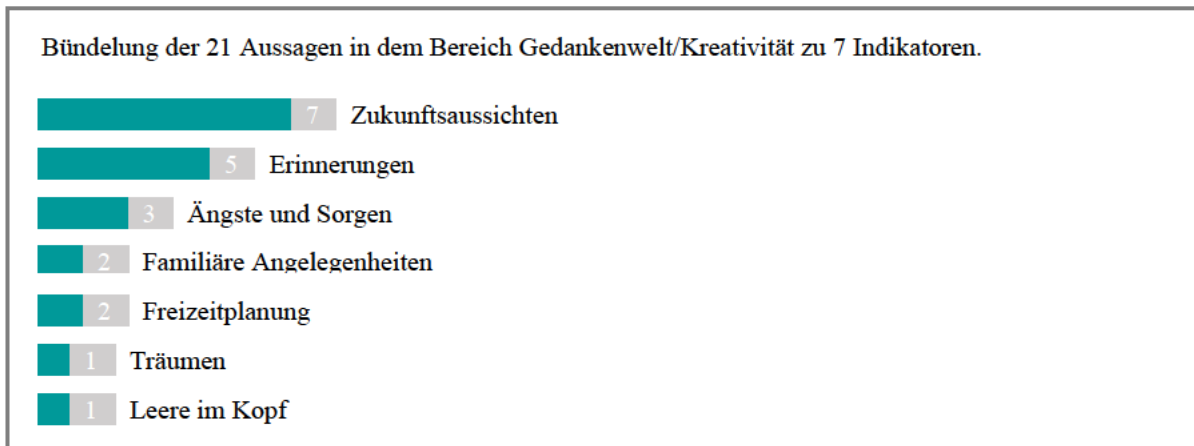 Bündelung der 21 Aussagen in dem Bereich Gedankenwelt/Kreativität zu 7 Indikatoren.
7 Zukunftsaussichten
5 Erinnerungen
3 Ängste und Sorgen
2 Familiäre Angelegenheiten
2 Freizeitplanung
1 Träumen
1 Leere im Kopf